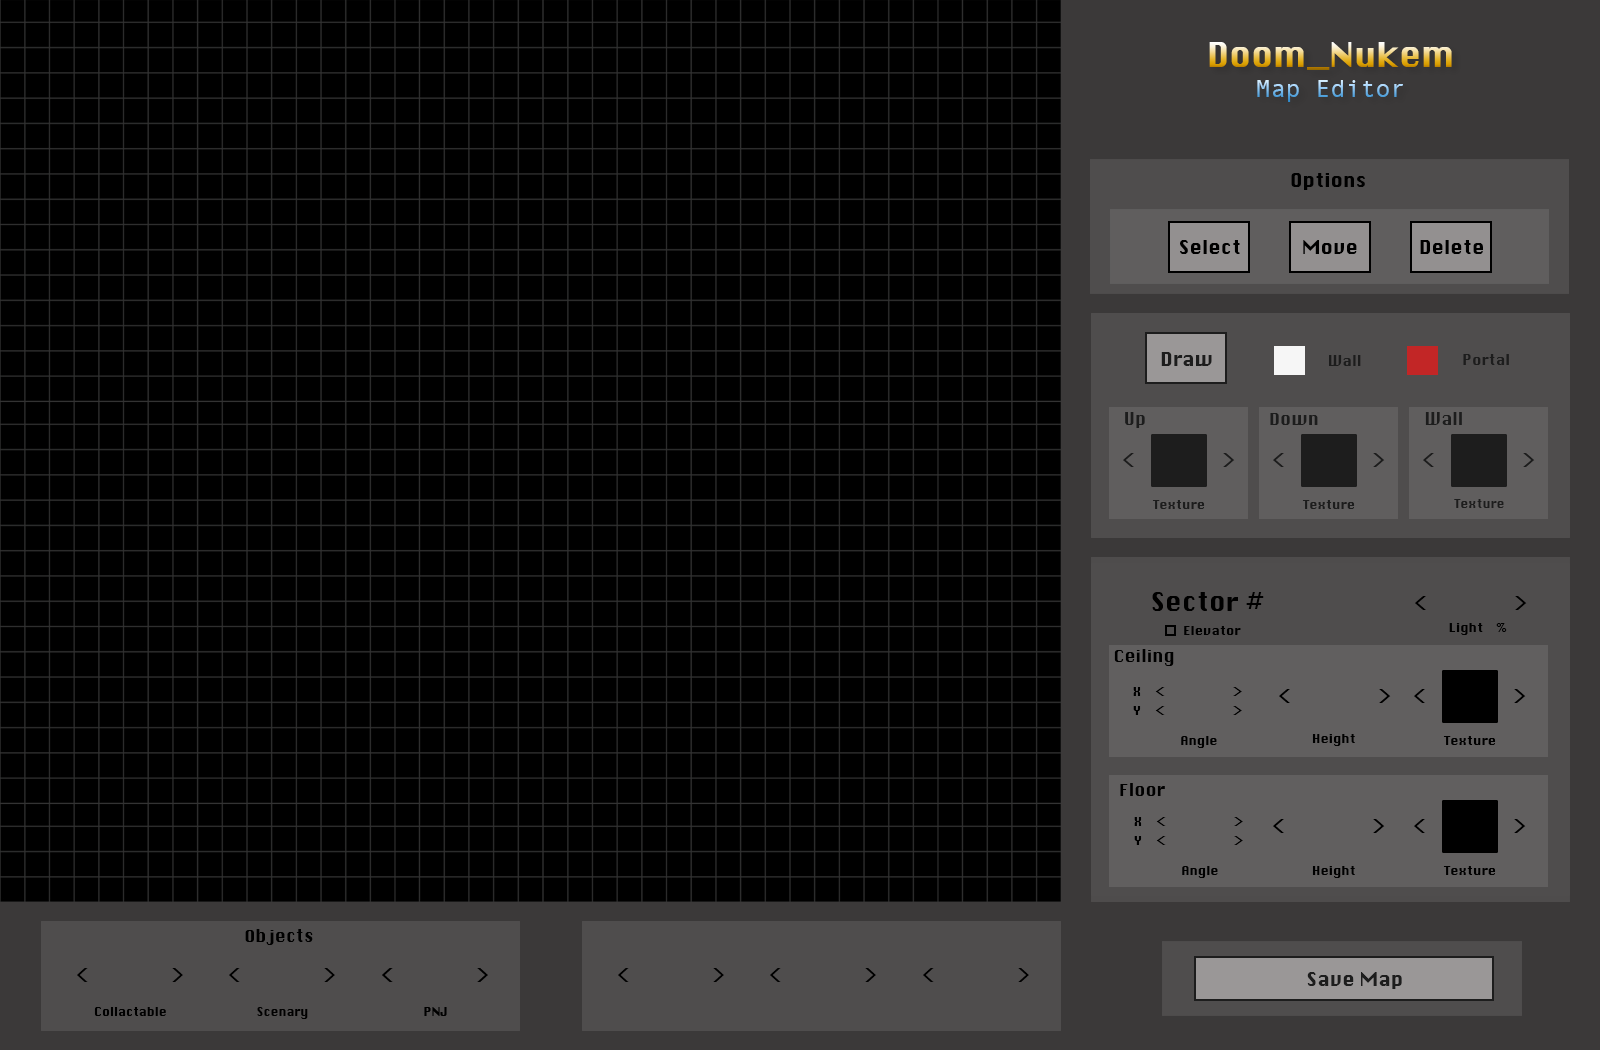 Doom_Nukem
Map Editor
Options
Select Move Delete
Draw Wall Portal
Up Down Wall
< > < > < >
Texture Texture Texture
Sector # < >
Elevator Light %
Ceiling
X < >
Y < >
< > < >
Angle Height Texture
Floor
X < >
Y < >
< > < >
Angle Height Texture
Objects
< > < > < >
Collactable Scenary PNJ
< > < > < >
Save Map